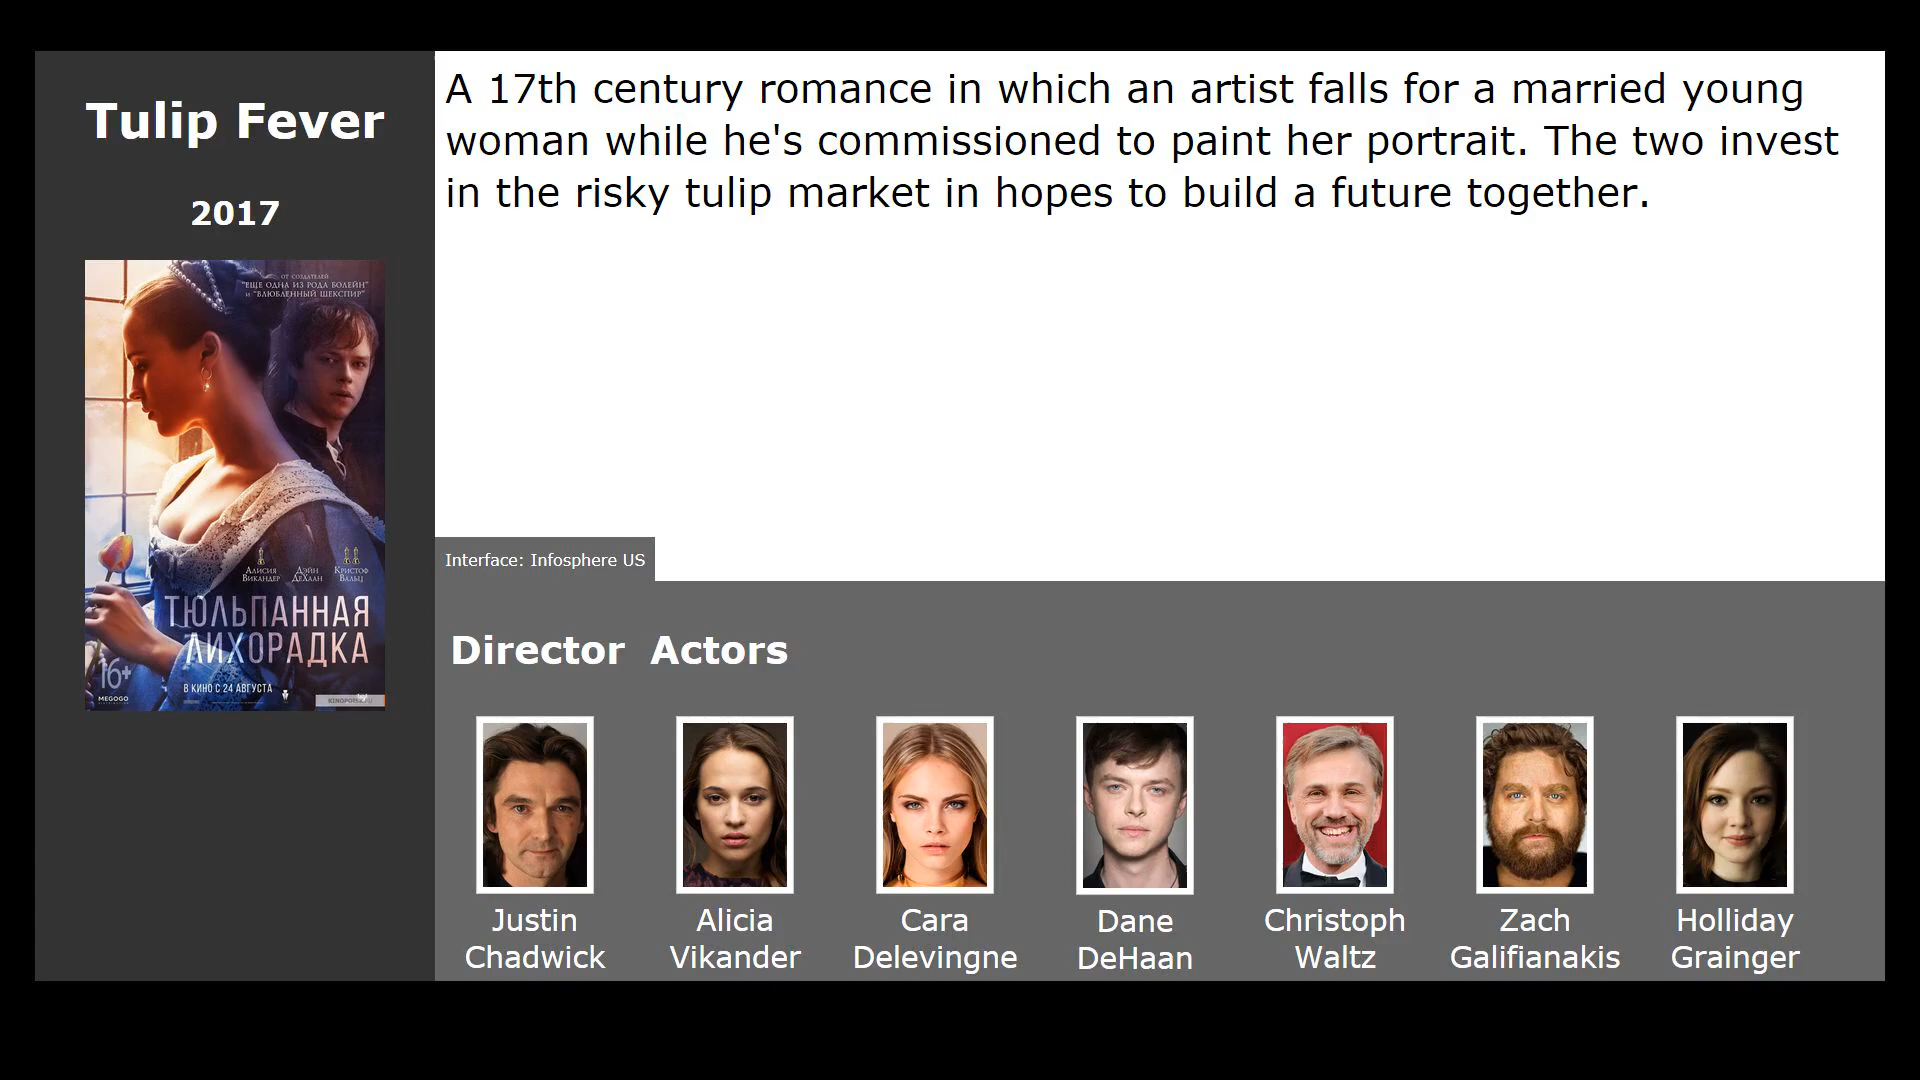 Tulip Fever
2017
ОТ СОЗДАТЕЛЕЙ
"ЕЩЕ ОДНА ИЗ РОДА БОЛЕЙН"
И "ВЛЮБЛЕННЫЙ ШЕКСПИР"
АЛИСИЯ ВИКАНДЕР
ДЭЙН ДЕХААН
КРИСТОФ ВАЛЬЦ
ТЮЛЬПАННАЯ
ЛИХОРАДКА
16+
MEGOGO
В КИНО С 24 АВГУСТА
A 17th century romance in which an artist falls for a married young
woman while he's commissioned to paint her portrait. The two invest
in the risky tulip market in hopes to build a future together.
Interface: Infosphere US
Director Actors
Justin
Chadwick
Alicia
Vikander
Cara
Delevingne
Dane
DeHaan
Christoph
Waltz
Zach
Galifianakis
Holliday
Grainger